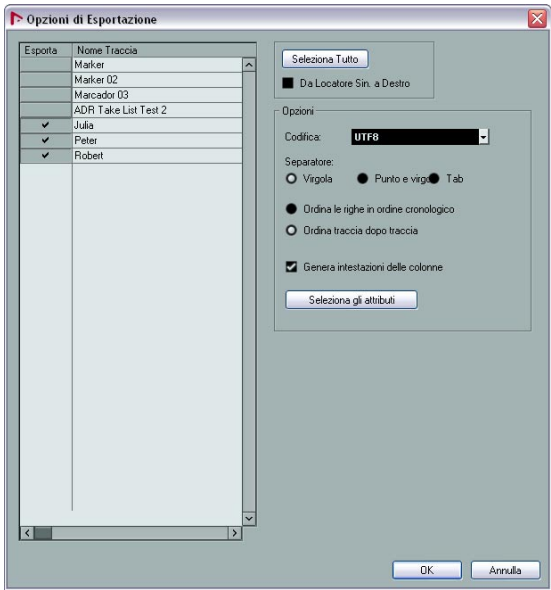 Opzioni di Esportazione
Esporta Nome Traccia
Marker
Marker 02
Marcador 03
ADR Take List Test 2
Julia
Peter
Robert
Seleziona Tutto
Da Locatore Sin. a Destro
Opzioni
Codifica: UTF8
Separatore:
Virgola Punto e virgo Tab
Ordina le righe in ordine cronologico
Ordina traccia dopo traccia
Genera intestazioni delle colonne
Seleziona gli attributi
OK Annulla